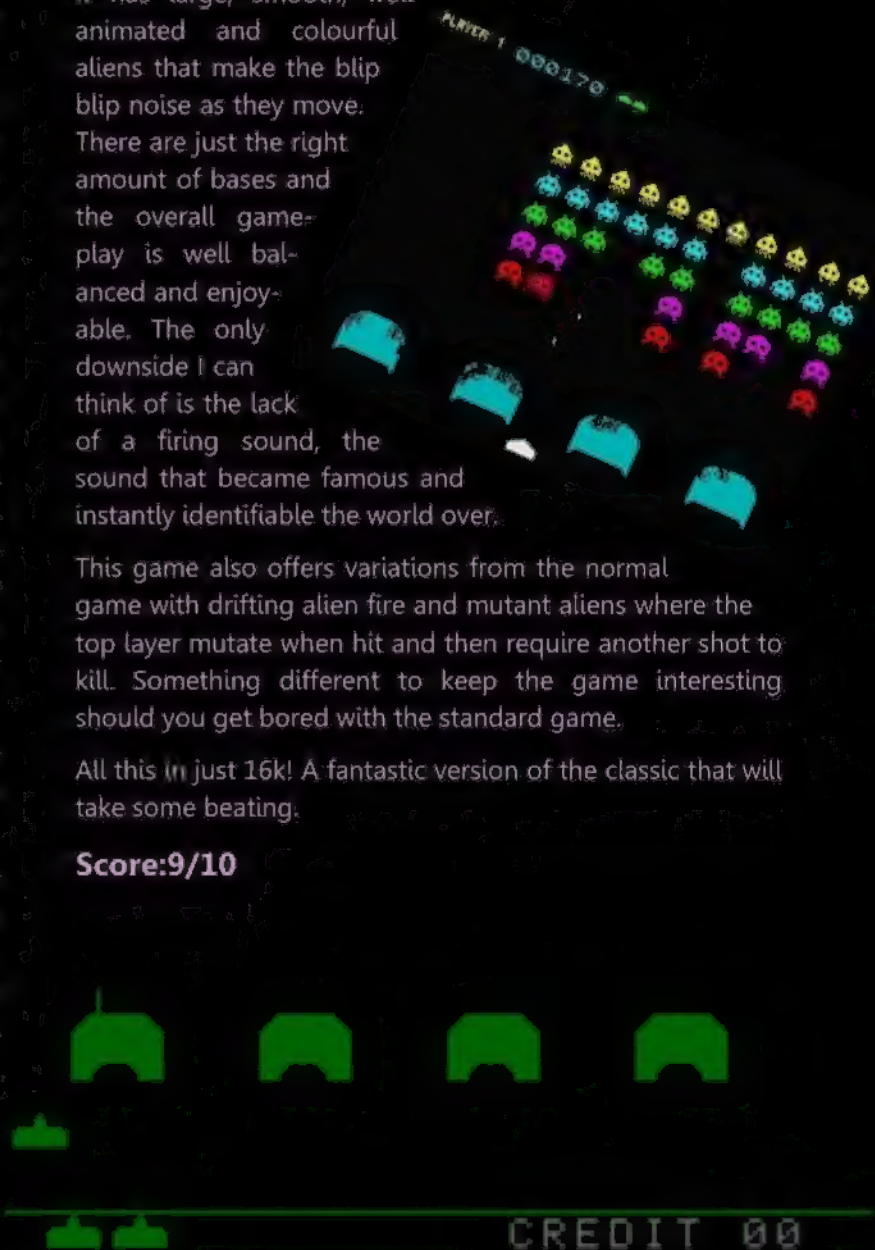 it has large, smooth, well
animated and colourful
aliens that make the blip
blip noise as they move.
There are just the right
amount of bases and
the overall game-
play is well bal-
anced and enjoy-
able. The only
downside I can
think of is the lack
of a firing sound, the
sound that became famous and
instantly identifiable the world over.
PLAYER 1 000170
This game also offers variations from the normal
game with drifting alien fire and mutant aliens where the
top layer mutate when hit and then require another shot to
kill. Something different to keep the game interesting
should you get bored with the standard game.
All this in just 16k! A fantastic version of the classic that will
take some beating.
Score:9/10
CREDIT 00